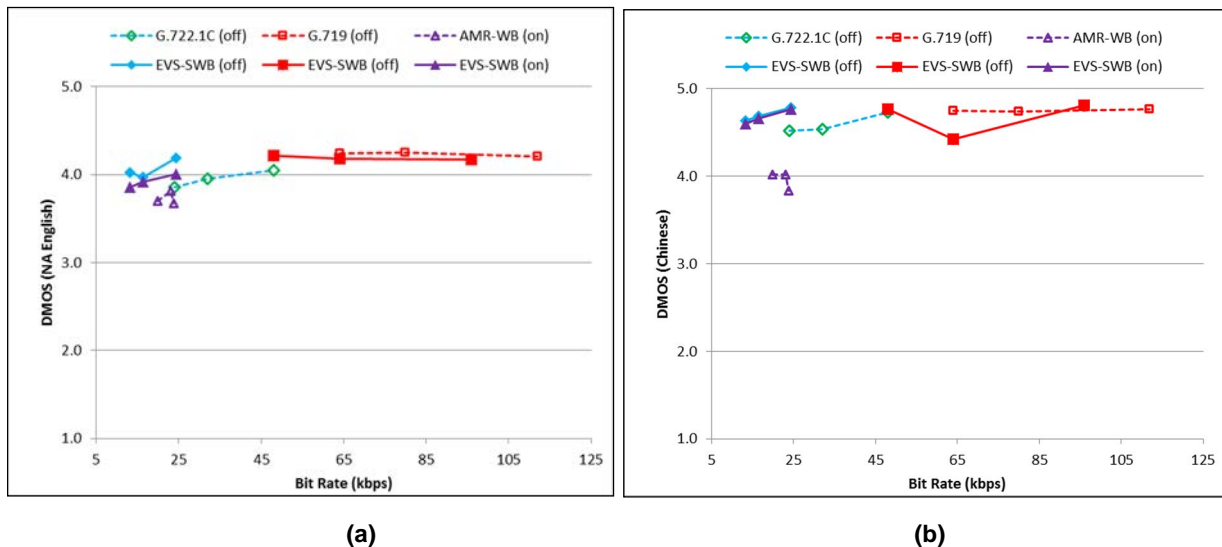 G.722.1C (off) G.719 (off) AMR-WB (on)
EVS-SWB (off) EVS-SWB (off) EVS-SWB (on)
5.0
4.0
3.0
2.0
1.0
DMOS (NA English)
5 25 45 65 85 105 125
Bit Rate (kbps)
(a)
G.722.1C (off) G.719 (off) AMR-WB (on)
EVS-SWB (off) EVS-SWB (off) EVS-SWB (on)
5.0
4.0
3.0
2.0
1.0
DMOS (Chinese)
5 25 45 65 85 105 125
Bit Rate (kbps)
(b)